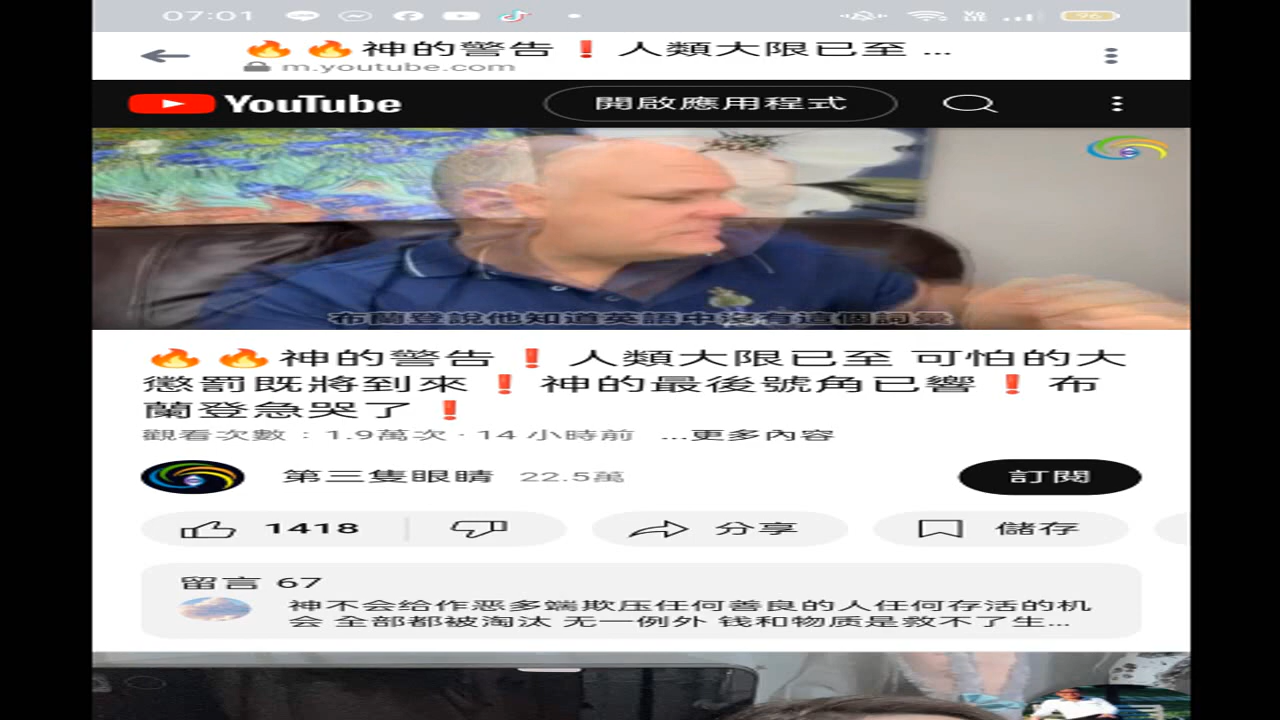 07:01
96
🔥🔥神的警告❗人類大限已至 ...
m.youtube.com
YouTube
開啟應用程式
布蘭登說他知道英語中沒有這個詞彙
🔥🔥神的警告❗人類大限已至 可怕的大
懲罰既將到來❗神的最後號角已響❗布
蘭登急哭了❗
觀看次數：1.9萬次 · 14 小時前 ...更多內容
第三隻眼睛 22.5萬
訂閱
1418
分享
儲存
留言 67
神不会给作恶多端欺压任何善良的人任何存活的机
会 全部都被淘汰 无一例外 钱和物质是救不了生...